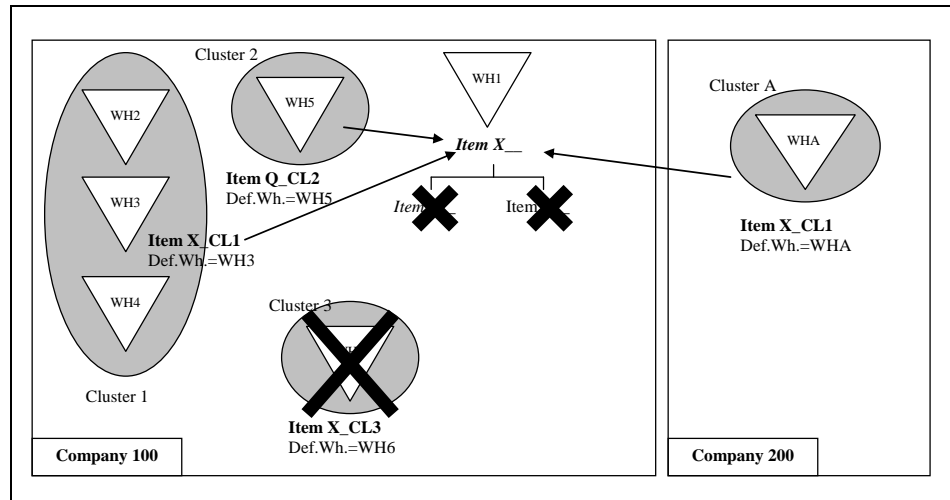 Cluster 2
WH1
WH5
Cluster A
WH2
WHA
Item X__
Item Q_CL2
Def.Wh.=WH5
Item
Item
WH3
Item X_CL1
Def.Wh.=WH3
Item X_CL1
Def.Wh.=WHA
WH4
Cluster 3
Cluster 1
Item X_CL3
Def.Wh.=WH6
Company 100
Company 200